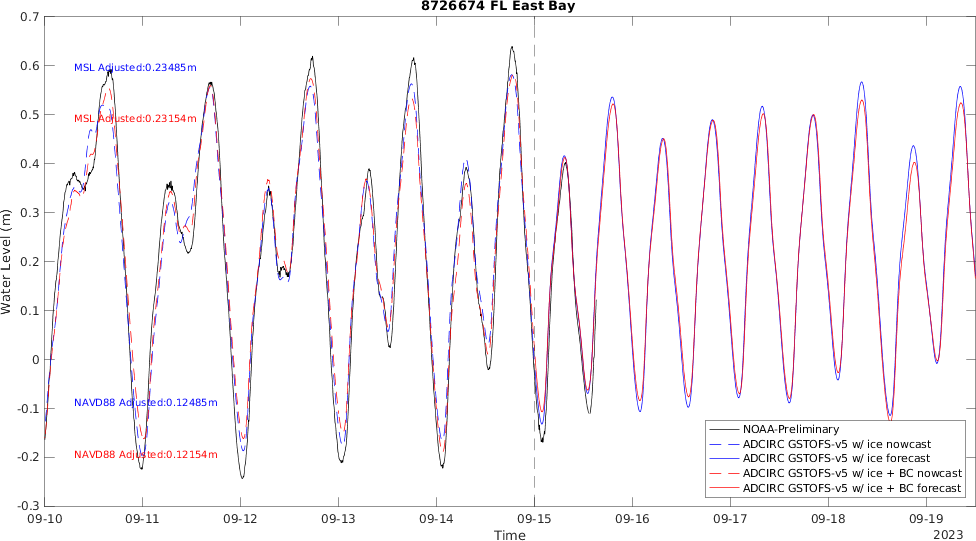 8726674 FL East Bay
0.7
0.6
0.5
0.4
0.3
0.2
0.1
0
-0.1
-0.2
-0.3
Water Level (m)
MSL Adjusted:0.23485m
MSL Adjusted:0.23154m
NAVD88 Adjusted:0.12485m
NAVD88 Adjusted:0.12154m
NOAA-Preliminary
ADCIRC GSTOFS-v5 w/ ice nowcast
ADCIRC GSTOFS-v5 w/ ice forecast
ADCIRC GSTOFS-v5 w/ ice + BC nowcast
ADCIRC GSTOFS-v5 w/ ice + BC forecast
09-10 09-11 09-12 09-13 09-14 09-15 09-16 09-17 09-18 09-19
Time
2023